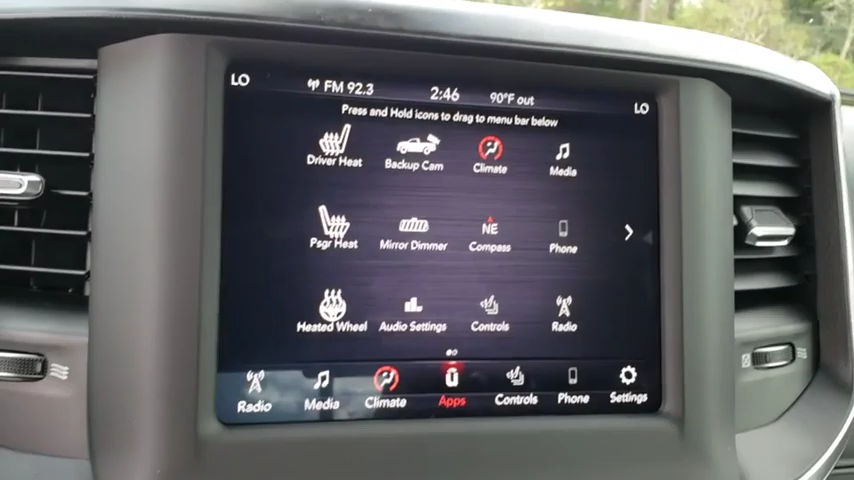 LO FM 92.3 2:46 90°F out LO
Press and Hold icons to drag to menu bar below
Driver Heat Backup Cam Climate Media
NE
Psgr Heat Mirror Dimmer Compass Phone
Heated Wheel Audio Settings Controls Radio
Radio Media Climate Apps Controls Phone Settings